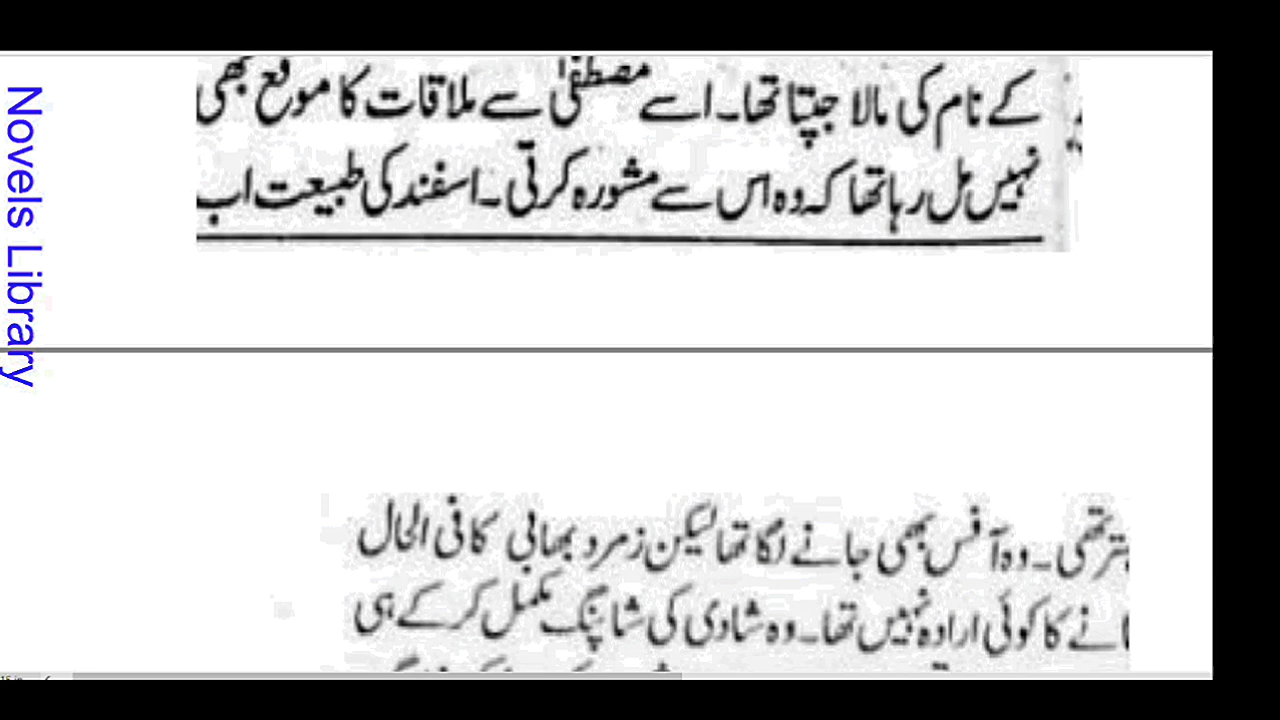 کے نام کی مالا جپتا تھا۔ اسے مصطفیٰ سے ملاقات کا موقع بھی
نہیں مل رہا تھا کہ وہ اس سے مشورہ کرتی۔ اسفند کی طبیعت اب
Novels Library
تھی۔ وہ آفس بھی جانے لگا تھا لیکن زمرد بھابی کا فی الحال
کا کوئی ارادہ نہیں تھا۔ وہ شادی کی شاپنگ مکمل کر کے ہی